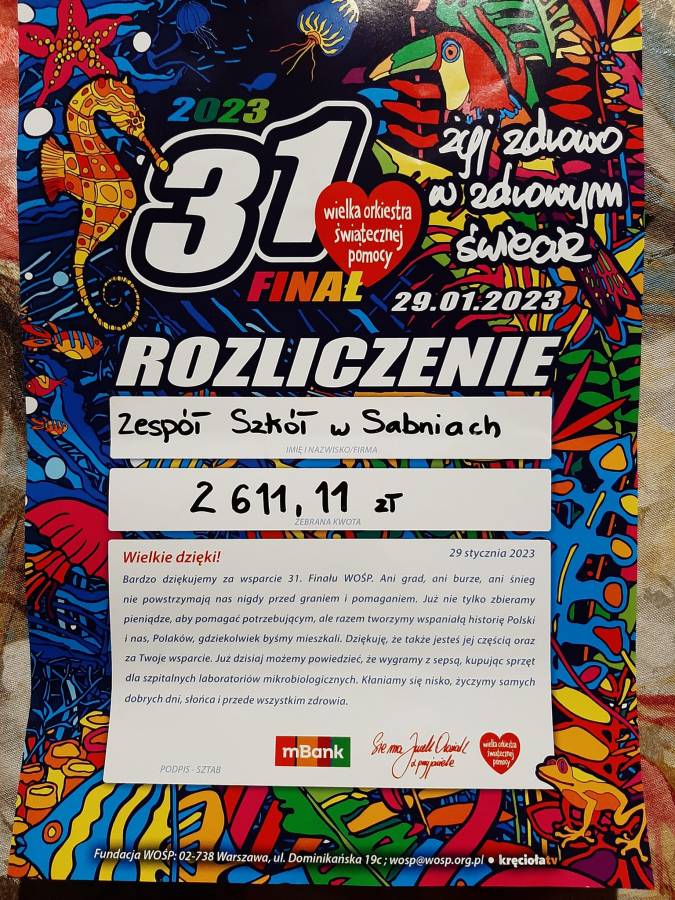 2023
31
FINAŁ
wielka orkiestra
świątecznej
pomocy
żyj zdrowo
w zdrowym
świecie
29.01.2023
ROZLICZENIE
Zespół Szkół w Sabniach
IMIĘ I NAZWISKO/FIRMA
2 611,11 zł
ZEBRANA KWOTA
Wielkie dzięki!
29 stycznia 2023
Bardzo dziękujemy za wsparcie 31. Finału WOŚP. Ani grad, ani burze, ani śnieg
nie powstrzymają nas nigdy przed graniem i pomaganiem. Już nie tylko zbieramy
pieniądze, aby pomagać potrzebującym, ale razem tworzymy wspaniałą historię Polski
i nas, Polaków, gdziekolwiek byśmy mieszkali. Dziękuję, że także jesteś jej częścią oraz
za Twoje wsparcie. Już dzisiaj możemy powiedzieć, że wygramy z sepsą, kupując sprzęt
dla szpitalnych laboratoriów mikrobiologicznych. Kłaniamy się nisko, życzymy samych
dobrych dni, słońca i przede wszystkim zdrowia.
PODPIS - SZTAB
mBank
Sie ma Jurek Owsiak
z przyjaciele
wielka orkiestra
świątecznej
pomocy
Fundacja WOŚP: 02-738 Warszawa, ul. Dominikańska 19c ; wosp@wosp.org.pl ● kręciołatv